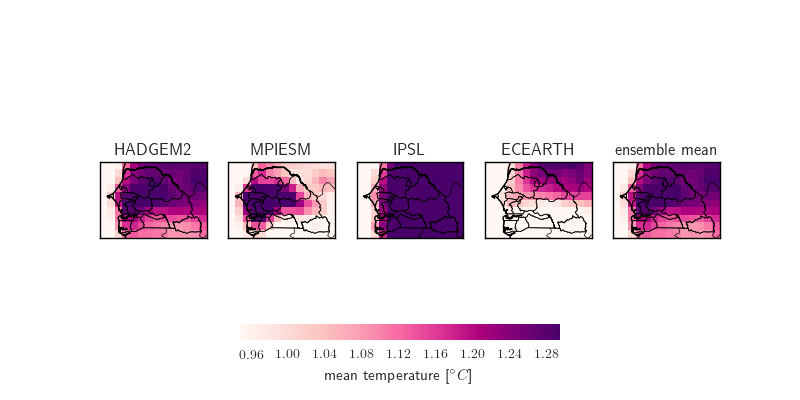 HADGEM2 MPIESM IPSL ECEARTH ensemble mean
0.96 1.00 1.04 1.08 1.12 1.16 1.20 1.24 1.28
mean temperature [°C]